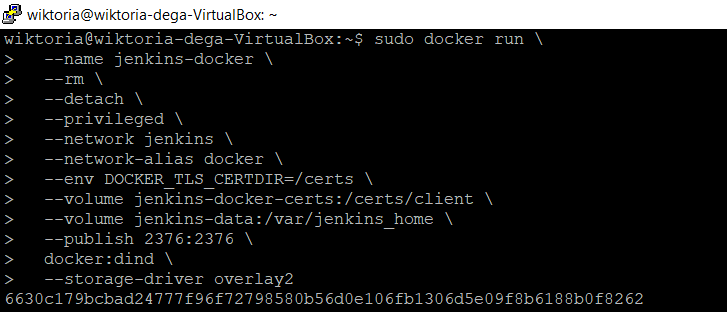 wiktoria@wiktoria-dega-VirtualBox: ~
wiktoria@wiktoria-dega-VirtualBox:~$ sudo docker run \
>   --name jenkins-docker \
>   --rm \
>   --detach \
>   --privileged \
>   --network jenkins \
>   --network-alias docker \
>   --env DOCKER_TLS_CERTDIR=/certs \
>   --volume jenkins-docker-certs:/certs/client \
>   --volume jenkins-data:/var/jenkins_home \
>   --publish 2376:2376 \
>   docker:dind \
>   --storage-driver overlay2
6630c179bcbad24777f96f72798580b56d0e106fb1306d5e09f8b6188b0f8262